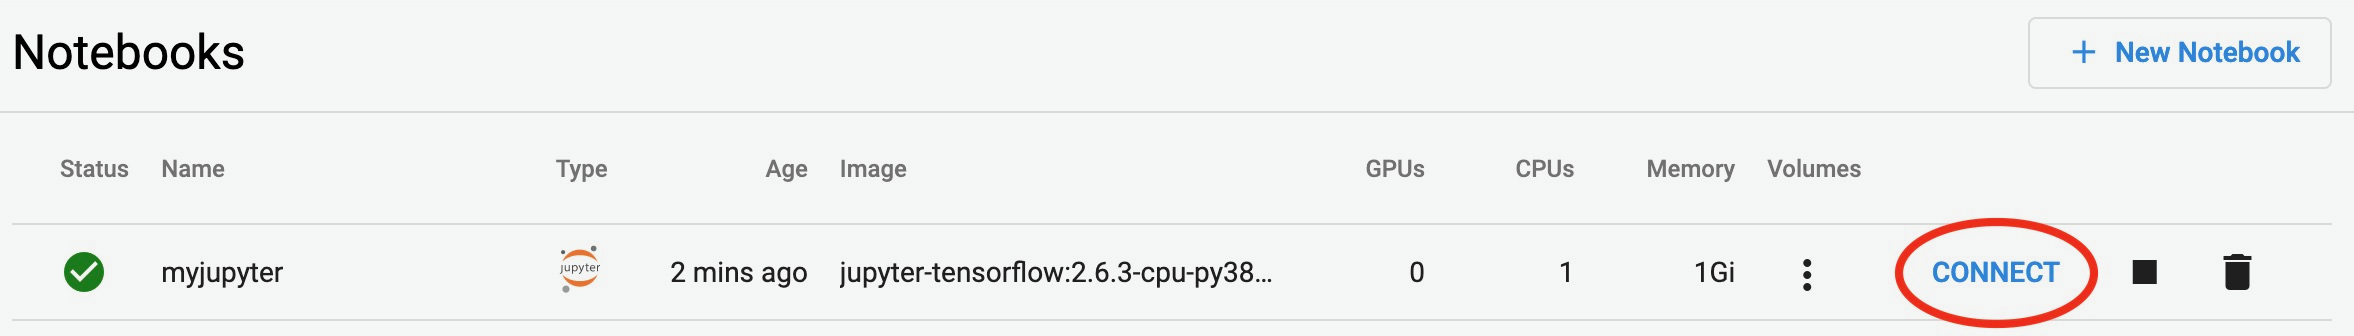 Notebooks
+ New Notebook
Status Name Type Age Image GPUs CPUs Memory Volumes
myjupyter jupyter 2 mins ago jupyter-tensorflow:2.6.3-cpu-py38... 0 1 1Gi CONNECT